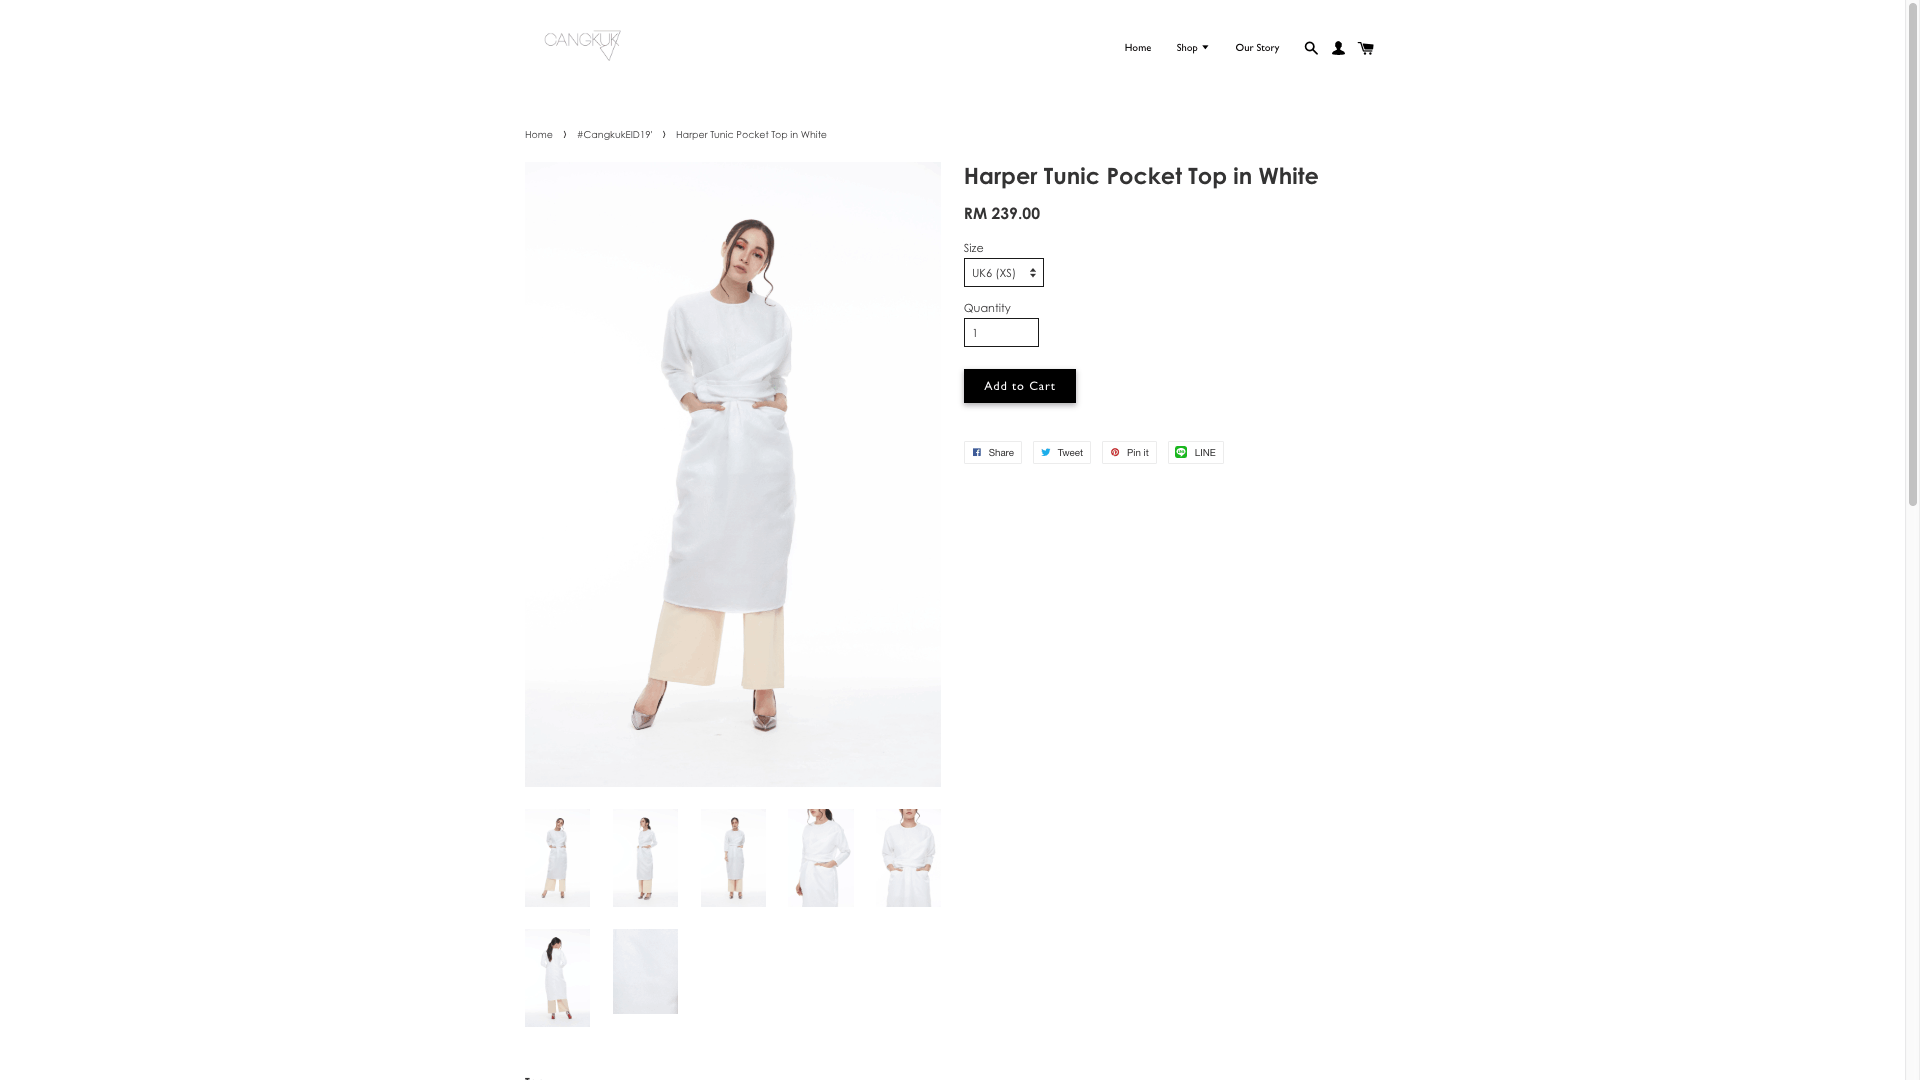 CANGKUK
Home
Shop
Our Story
Home
#CangkukEID19'
Harper Tunic Pocket Top in White
Harper Tunic Pocket Top in White
RM 239.00
Size
UK6 (XS)
Quantity
1
Add to Cart
Share
Tweet
Pin it
LINE